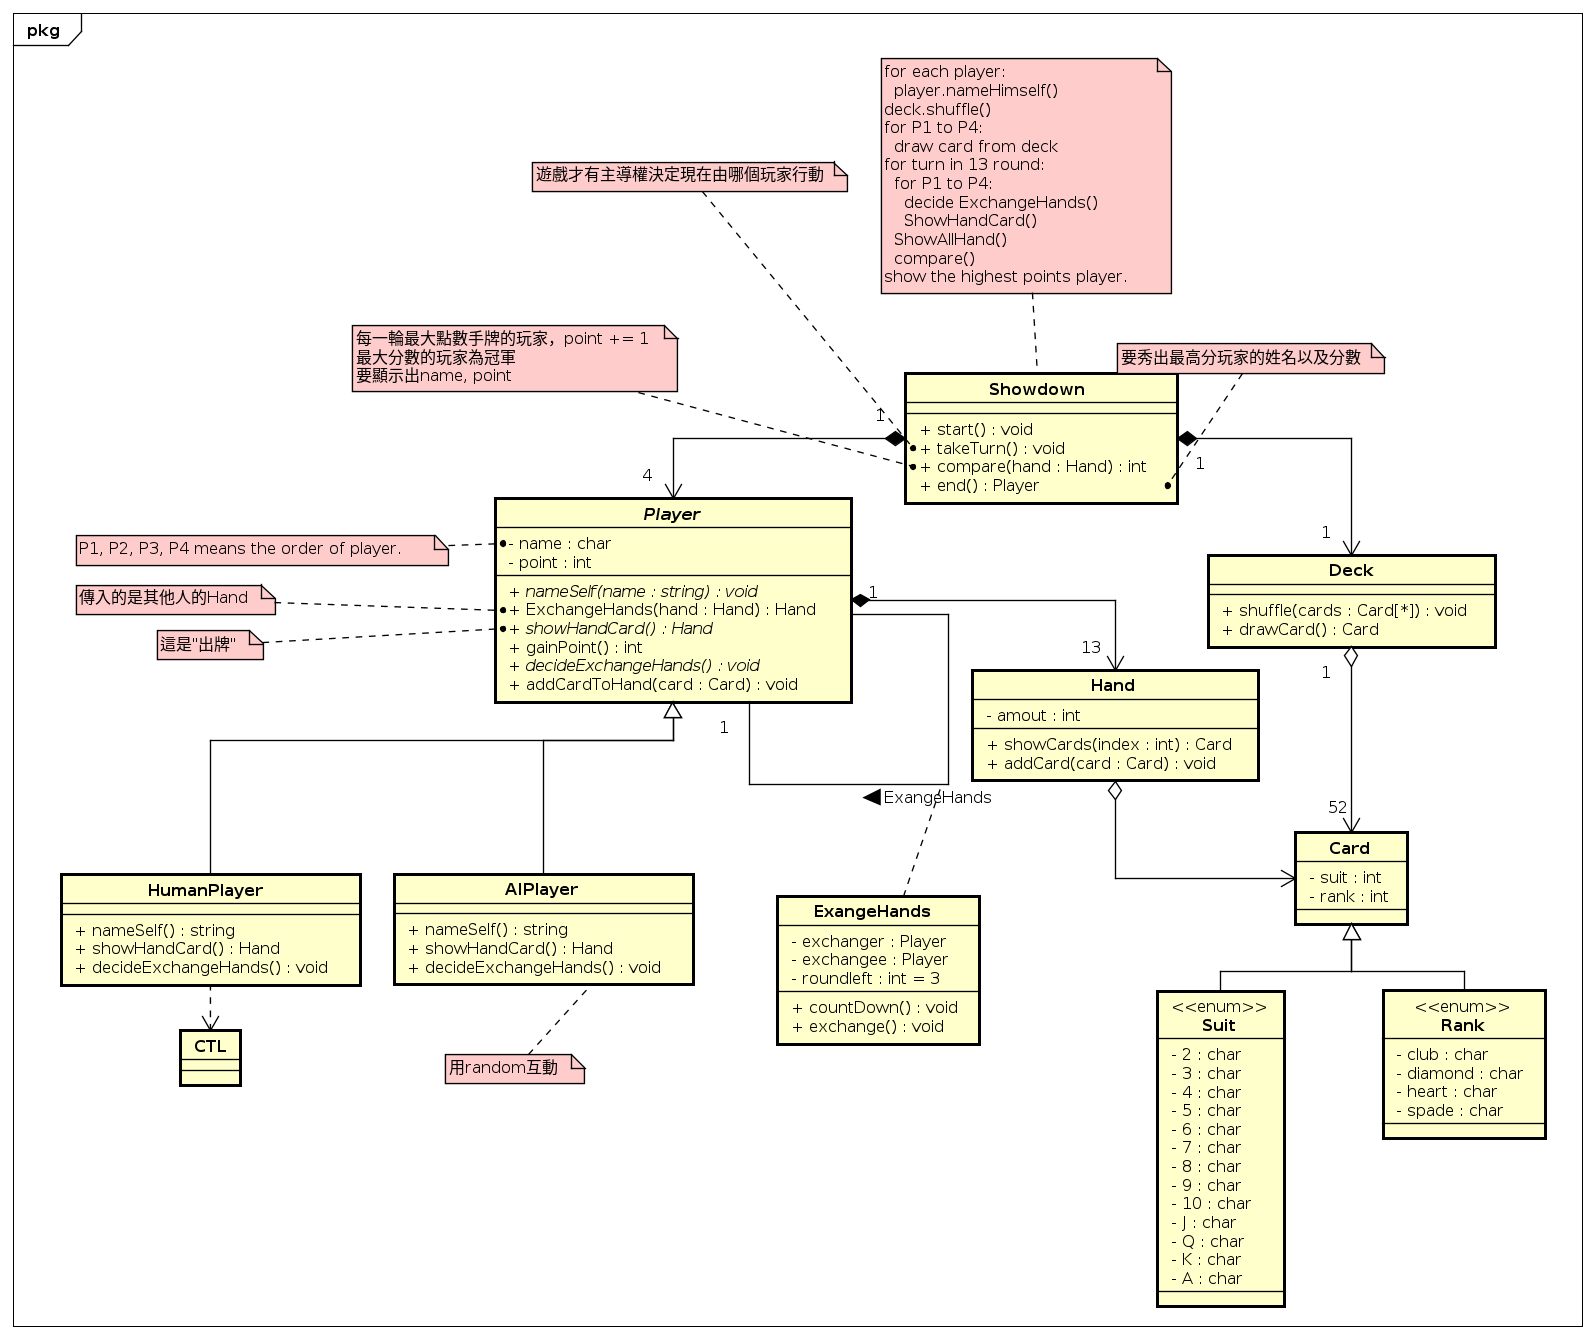 pkg
for each player:
player.nameHimself()
deck.shuffle()
for P1 to P4:
draw card from deck
for turn in 13 round:
for P1 to P4:
decide ExchangeHands()
ShowHandCard()
ShowAllHand()
compare()
show the highest points player.
遊戲才有主導權決定現在由哪個玩家行動
每一輪最大點數手牌的玩家，point += 1
最大分數的玩家為冠軍
要顯示出name, point
要秀出最高分玩家的姓名以及分數
Showdown
+ start() : void
+ takeTurn() : void
+ compare(hand : Hand) : int
+ end() : Player
1
4
1
1
Player
- name : char
- point : int
+ nameSelf(name : string) : void
+ ExchangeHands(hand : Hand) : Hand
+ showHandCard() : Hand
+ gainPoint() : int
+ decideExchangeHands() : void
+ addCardToHand(card : Card) : void
P1, P2, P3, P4 means the order of player.
傳入的是其他人的Hand
這是"出牌"
Deck
+ shuffle(cards : Card[*]) : void
+ drawCard() : Card
1
13
1
1
52
Hand
- amout : int
+ showCards(index : int) : Card
+ addCard(card : Card) : void
ExangeHands
Card
- suit : int
- rank : int
HumanPlayer
+ nameSelf() : string
+ showHandCard() : Hand
+ decideExchangeHands() : void
AIPlayer
+ nameSelf() : string
+ showHandCard() : Hand
+ decideExchangeHands() : void
ExangeHands
- exchanger : Player
- exchangee : Player
- roundleft : int = 3
+ countDown() : void
+ exchange() : void
CTL
用random互動
<<enum>>
Suit
- 2 : char
- 3 : char
- 4 : char
- 5 : char
- 6 : char
- 7 : char
- 8 : char
- 9 : char
- 10 : char
- J : char
- Q : char
- K : char
- A : char
<<enum>>
Rank
- club : char
- diamond : char
- heart : char
- spade : char